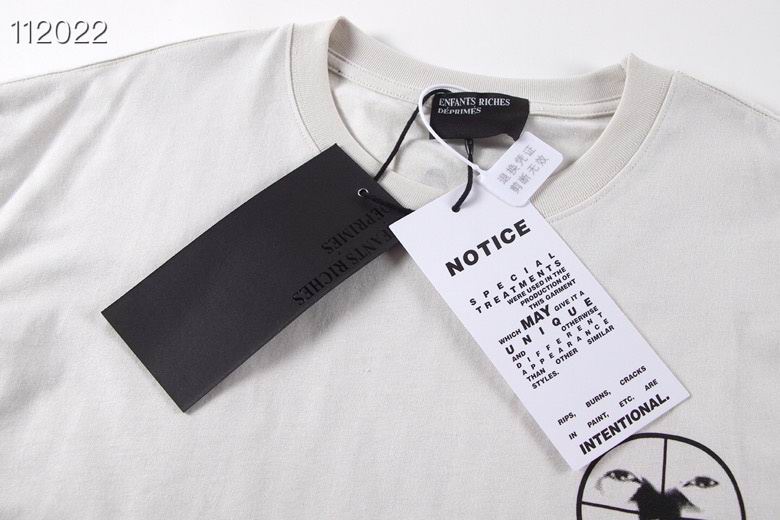 112022
ENFANTS RICHES
DÉPRIMÉS
退换凭证
剪断无效
ENFANTS RICHES
DÉPRIMÉS
NOTICE
SPECIAL
TREATMENTS
WERE USED IN THE
PRODUCTION OF
THIS GARMENT
WHICH MAY GIVE IT A
UNIQUE
AND OTHERWISE
DIFFERENT
APPEARANCE
THAN OTHER SIMILAR
STYLES.
RIPS, BURNS, CRACKS
IN PAINT, ETC. ARE
INTENTIONAL.